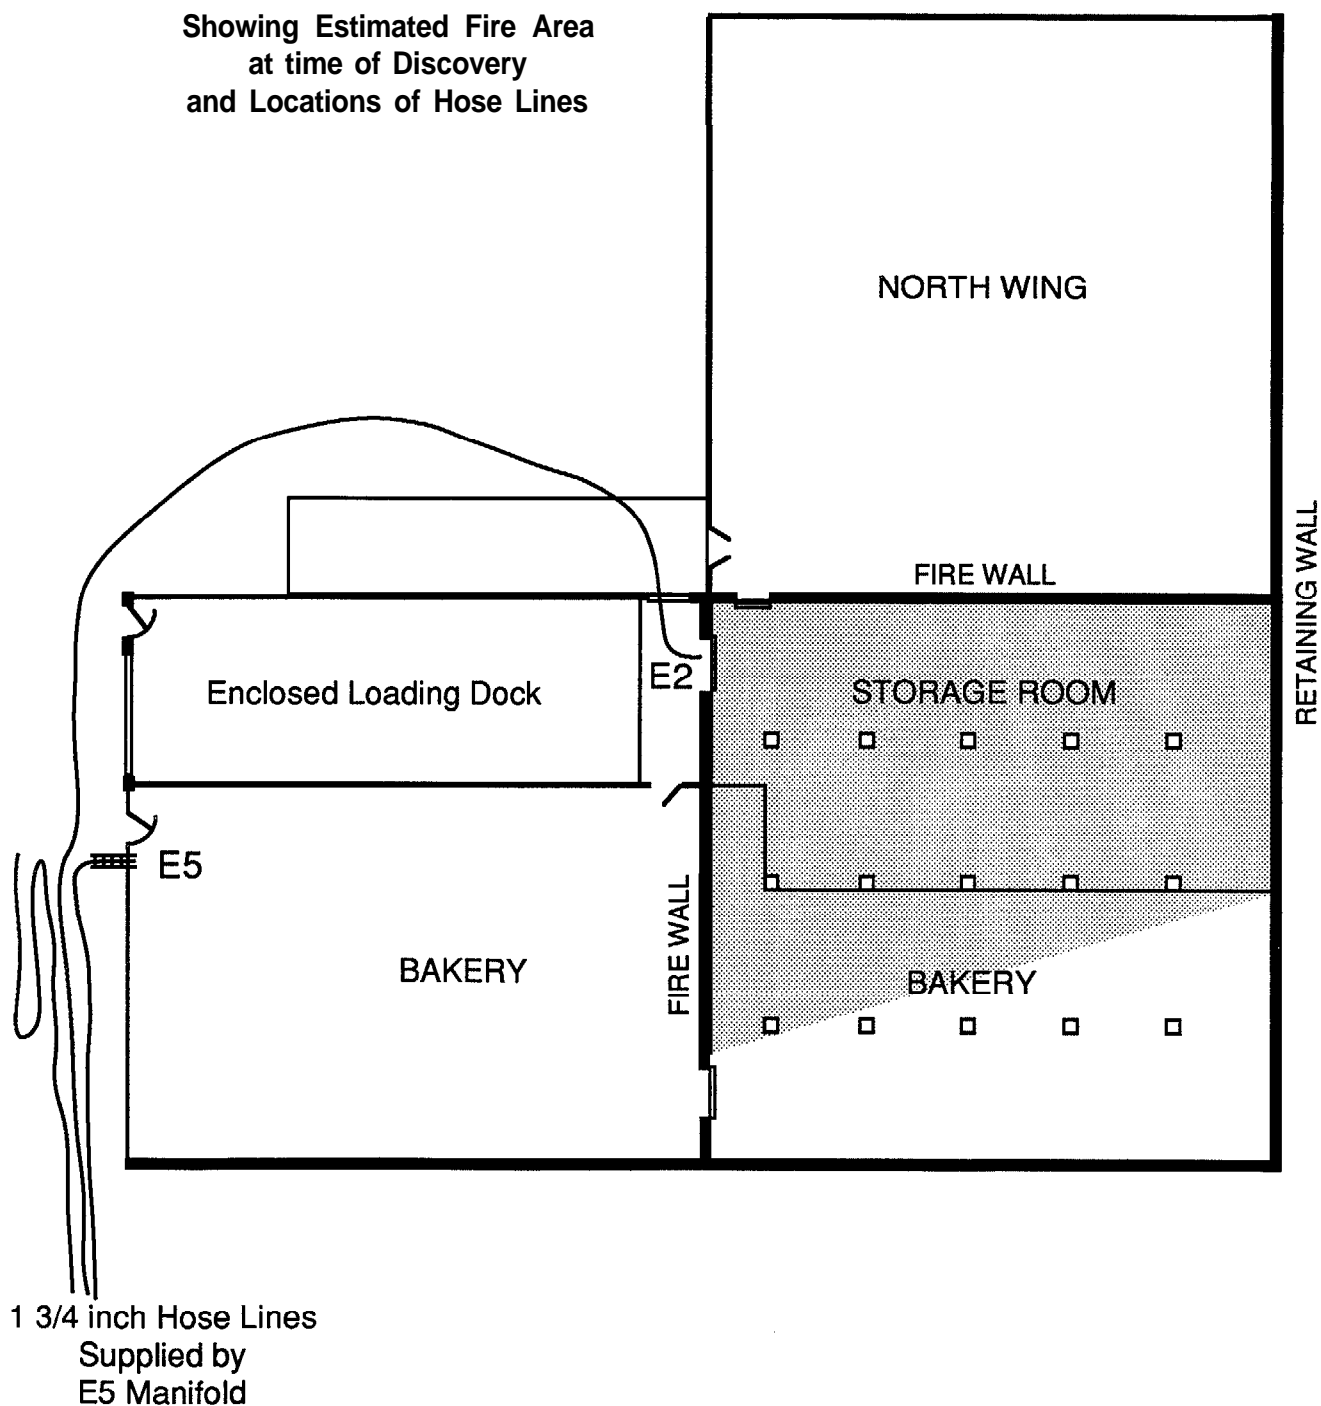 Showing Estimated Fire Area
at time of Discovery
and Locations of Hose Lines
NORTH WING
FIRE WALL
RETAINING WALL
E2
Enclosed Loading Dock
STORAGE ROOM
E5
FIRE WALL
BAKERY
BAKERY
1 3/4 inch Hose Lines
Supplied by
E5 Manifold